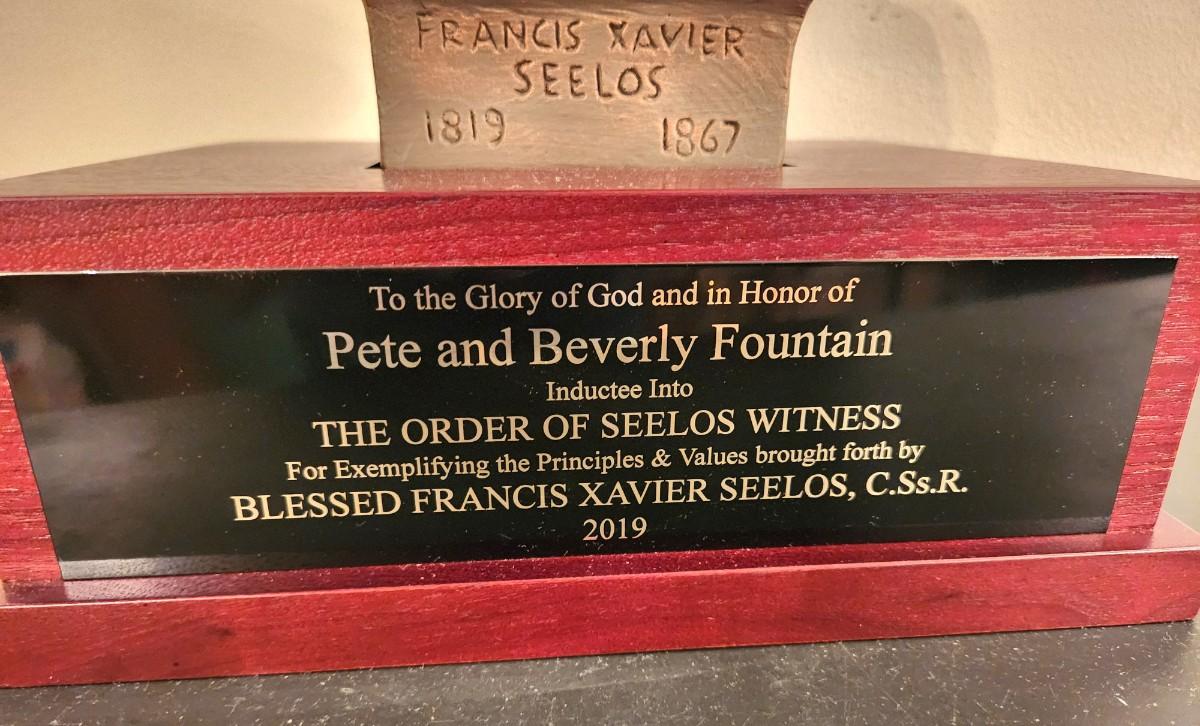 FRANCIS XAVIER
SEELOS
1819 1867
To the Glory of God and in Honor of
Pete and Beverly Fountain
Inductee Into
THE ORDER OF SEELOS WITNESS
For Exemplifying the Principles & Values brought forth by
BLESSED FRANCIS XAVIER SEELOS, C.Ss.R.
2019